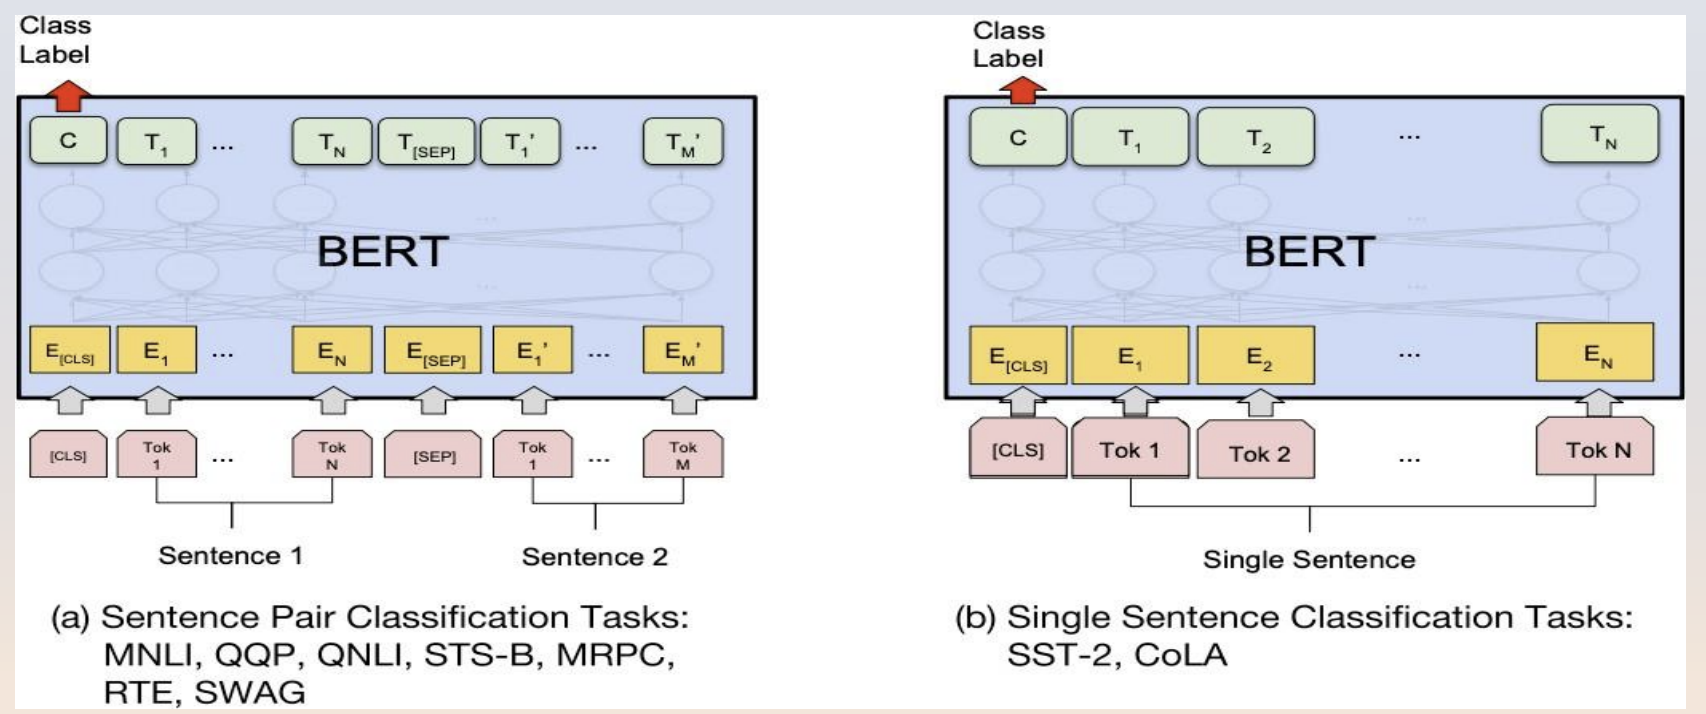 Class
Label
C T1 ... TN T[SEP] T1’ ... TM’
...
BERT
...
E[CLS] E1 ... EN E[SEP] E1’ ... EM’
[CLS] Tok 1 ... Tok N [SEP] Tok 1 ... Tok M
Sentence 1 Sentence 2
(a) Sentence Pair Classification Tasks:
MNLI, QQP, QNLI, STS-B, MRPC,
RTE, SWAG
Class
Label
C T1 T2 ... TN
...
BERT
...
E[CLS] E1 E2 ... EN
[CLS] Tok 1 Tok 2 ... Tok N
Single Sentence
(b) Single Sentence Classification Tasks:
SST-2, CoLA